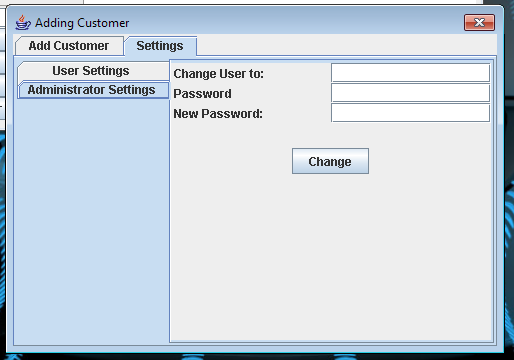 Adding Customer
Add Customer
Settings
User Settings
Administrator Settings
Change User to:
Password
New Password:
Change